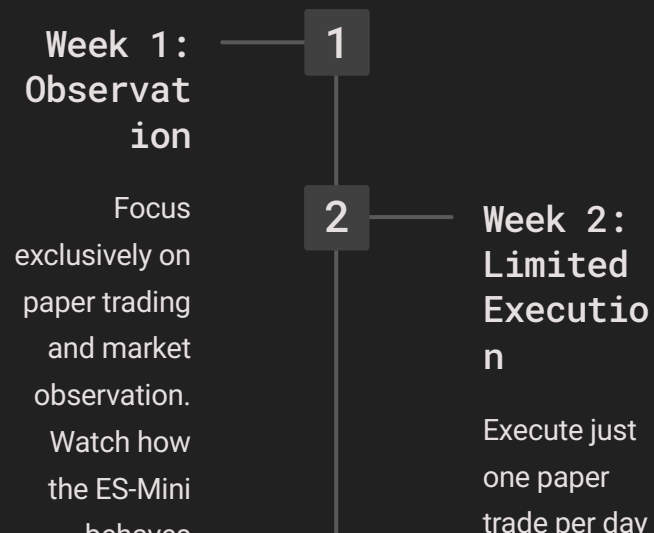 Week 1:
Observat
ion
Focus
exclusively on
paper trading
and market
observation.
Watch how
the ES-Mini
behaves
1
2
Week 2:
Limited
Executio
n
Execute just
one paper
trade per day